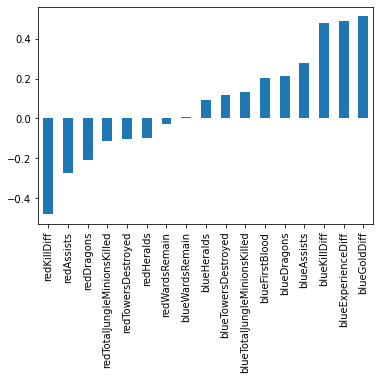 0.4
0.2
0.0
−0.2
−0.4
redKillDiff
redAssists
redDragons
redTotalJungleMinionsKilled
redTowersDestroyed
redHeralds
redWardsRemain
blueWardsRemain
blueHeralds
blueTowersDestroyed
blueTotalJungleMinionsKilled
blueFirstBlood
blueDragons
blueAssists
blueKillDiff
blueExperienceDiff
blueGoldDiff